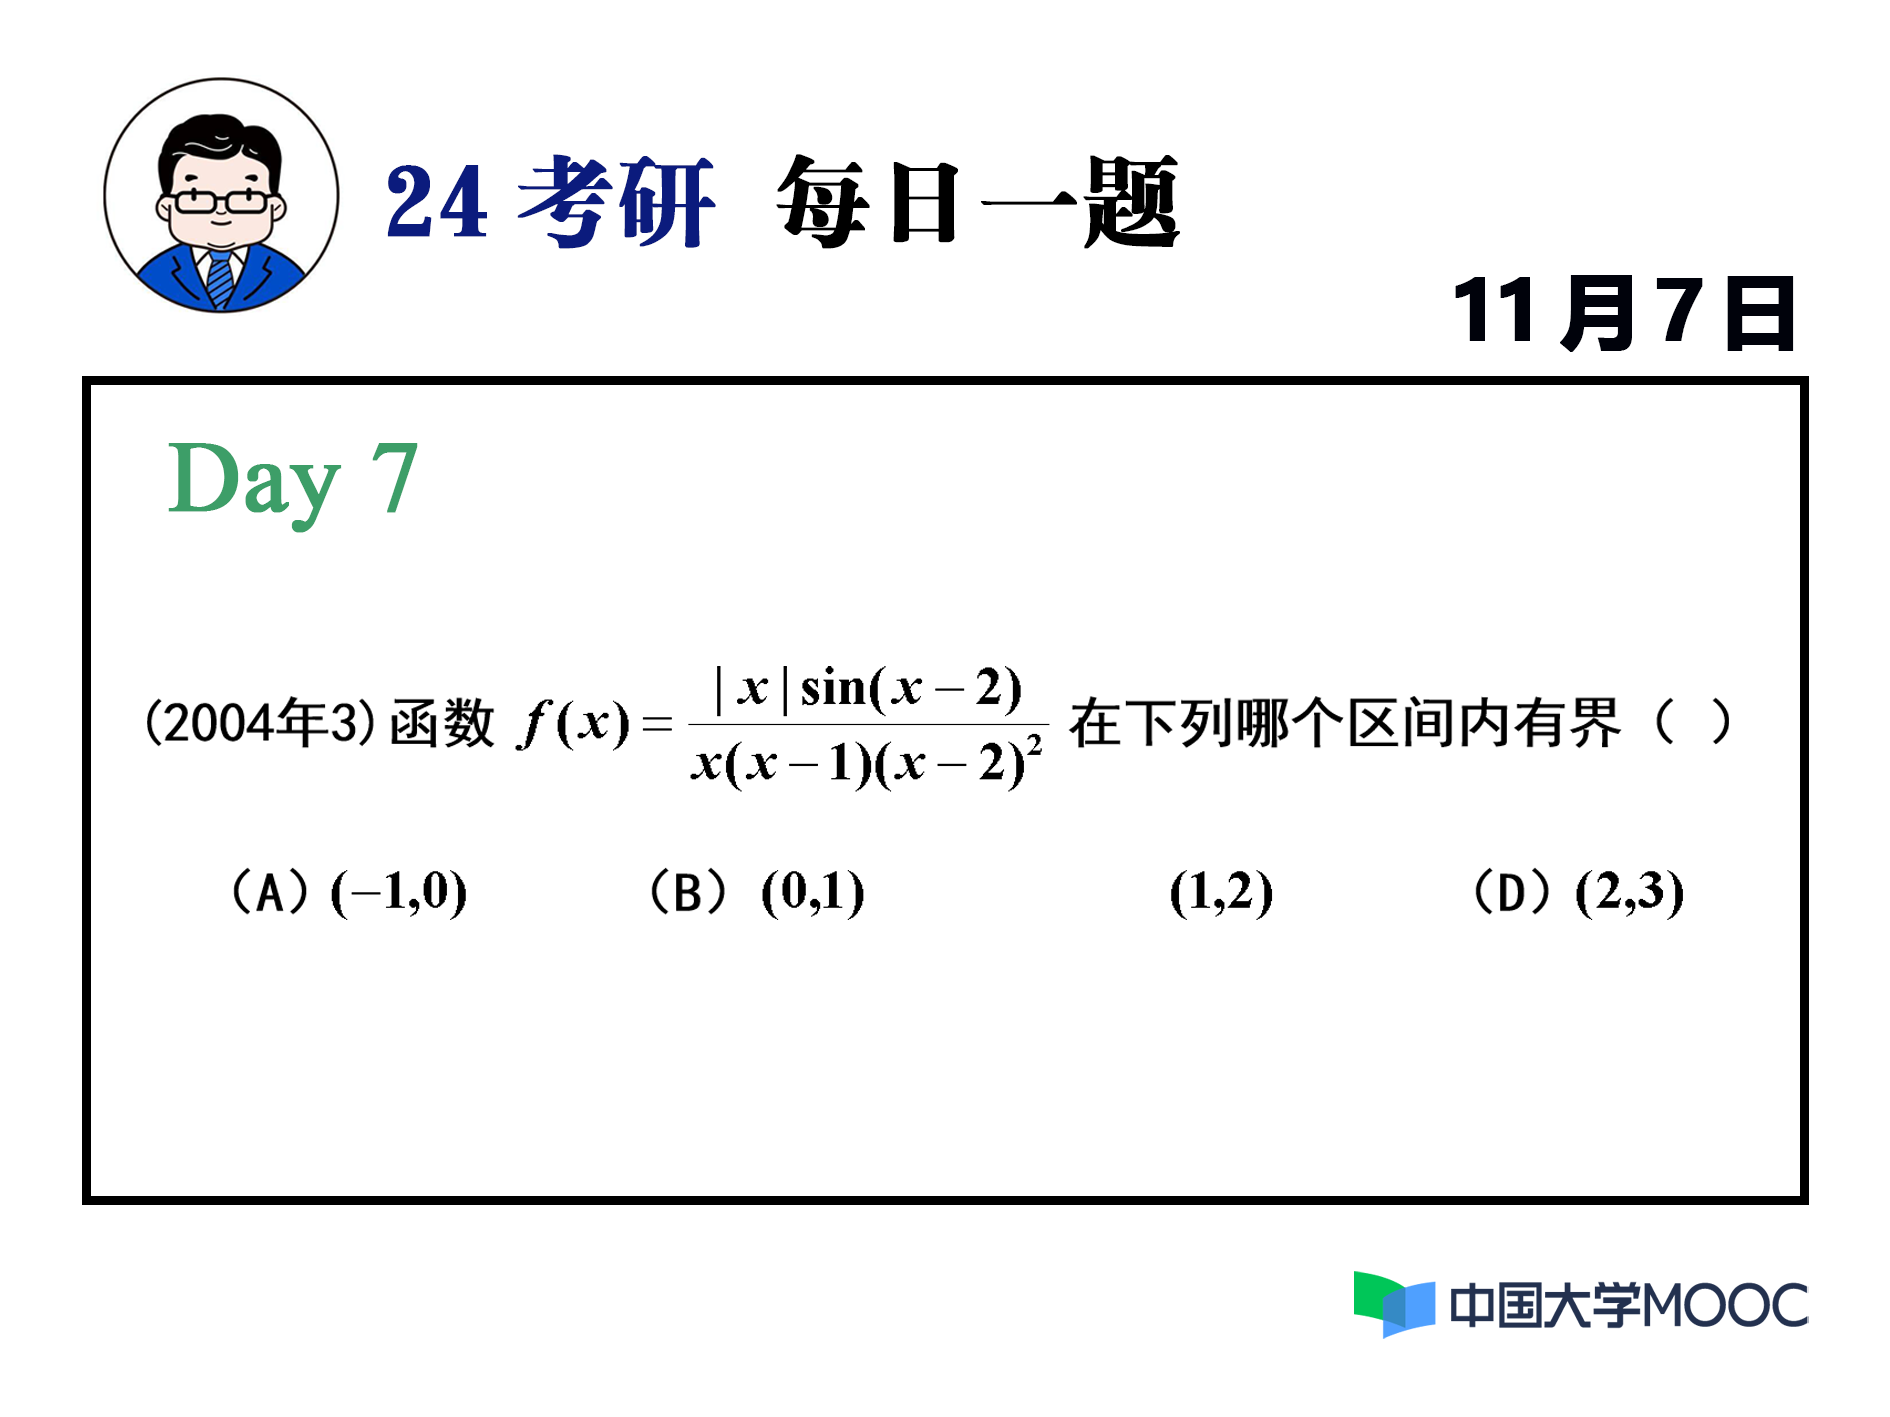 24 考研 每日一题
11月7日
Day 7
(2004年3)函数 f(x) = |x|sin(x−2) / x(x−1)(x−2)² 在下列哪个区间内有界（ ）
（A）(−1,0) （B）(0,1) (1,2) （D）(2,3)
中国大学MOOC